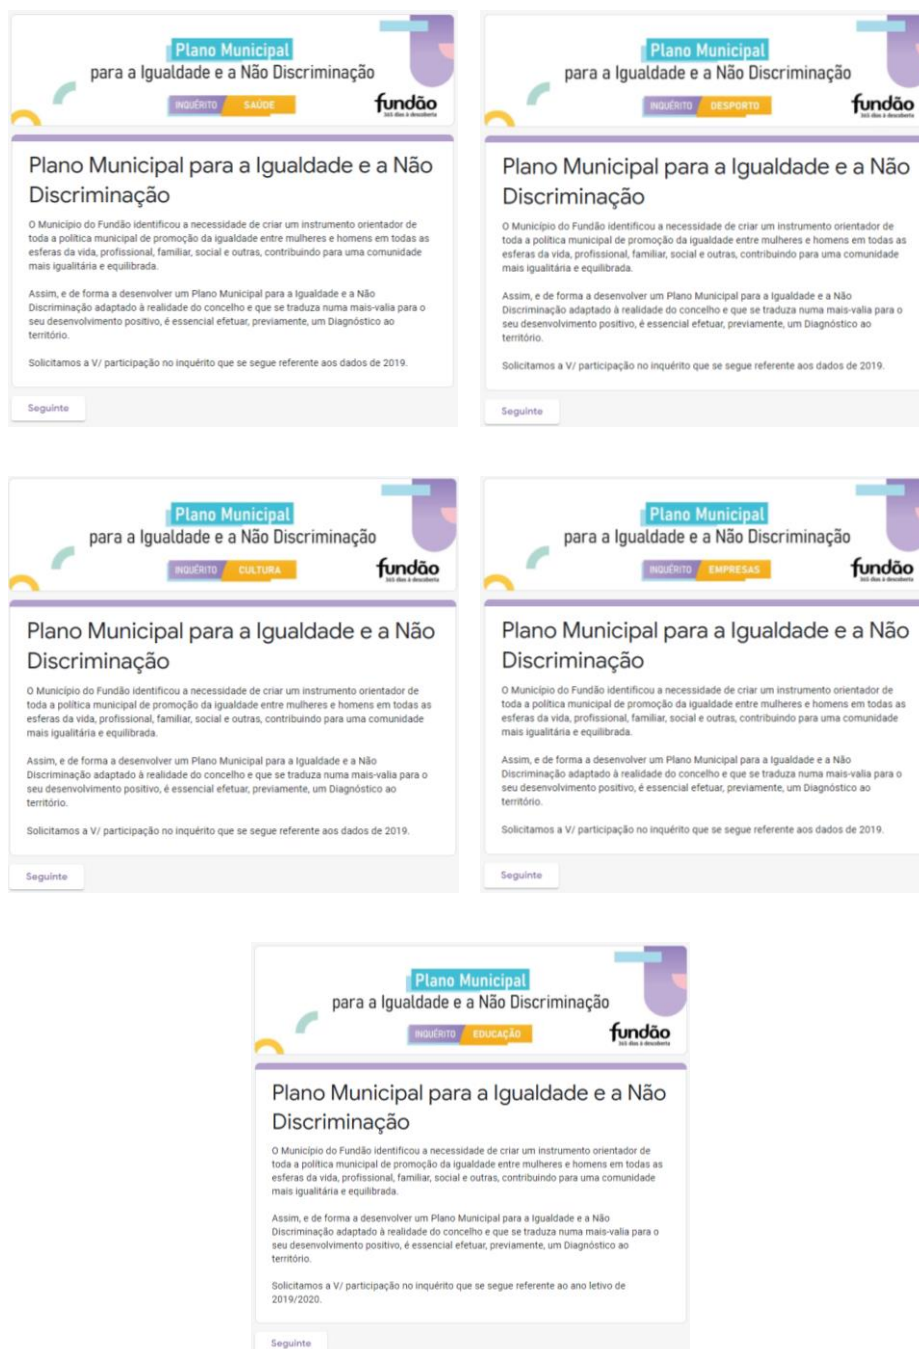 Plano Municipal
para a Igualdade e a Não Discriminação
INQUÉRITO SAÚDE
fundão
365 dias à descoberta
Plano Municipal para a Igualdade e a Não
Discriminação
O Município do Fundão identificou a necessidade de criar um instrumento orientador de
toda a política municipal de promoção da igualdade entre mulheres e homens em todas as
esferas da vida, profissional, familiar, social e outras, contribuindo para uma comunidade
mais igualitária e equilibrada.
Assim, e de forma a desenvolver um Plano Municipal para a Igualdade e a Não
Discriminação adaptado à realidade do concelho e que se traduza numa mais-valia para o
seu desenvolvimento positivo, é essencial efetuar, previamente, um Diagnóstico ao
território.
Solicitamos a V/ participação no inquérito que se segue referente aos dados de 2019.
Seguinte
Plano Municipal
para a Igualdade e a Não Discriminação
INQUÉRITO DESPORTO
fundão
365 dias à descoberta
Plano Municipal para a Igualdade e a Não
Discriminação
O Município do Fundão identificou a necessidade de criar um instrumento orientador de
toda a política municipal de promoção da igualdade entre mulheres e homens em todas as
esferas da vida, profissional, familiar, social e outras, contribuindo para uma comunidade
mais igualitária e equilibrada.
Assim, e de forma a desenvolver um Plano Municipal para a Igualdade e a Não
Discriminação adaptado à realidade do concelho e que se traduza numa mais-valia para o
seu desenvolvimento positivo, é essencial efetuar, previamente, um Diagnóstico ao
território.
Solicitamos a V/ participação no inquérito que se segue referente aos dados de 2019.
Seguinte
Plano Municipal
para a Igualdade e a Não Discriminação
INQUÉRITO CULTURA
fundão
365 dias à descoberta
Plano Municipal para a Igualdade e a Não
Discriminação
O Município do Fundão identificou a necessidade de criar um instrumento orientador de
toda a política municipal de promoção da igualdade entre mulheres e homens em todas as
esferas da vida, profissional, familiar, social e outras, contribuindo para uma comunidade
mais igualitária e equilibrada.
Assim, e de forma a desenvolver um Plano Municipal para a Igualdade e a Não
Discriminação adaptado à realidade do concelho e que se traduza numa mais-valia para o
seu desenvolvimento positivo, é essencial efetuar, previamente, um Diagnóstico ao
território.
Solicitamos a V/ participação no inquérito que se segue referente aos dados de 2019.
Seguinte
Plano Municipal
para a Igualdade e a Não Discriminação
INQUÉRITO EMPRESAS
fundão
365 dias à descoberta
Plano Municipal para a Igualdade e a Não
Discriminação
O Município do Fundão identificou a necessidade de criar um instrumento orientador de
toda a política municipal de promoção da igualdade entre mulheres e homens em todas as
esferas da vida, profissional, familiar, social e outras, contribuindo para uma comunidade
mais igualitária e equilibrada.
Assim, e de forma a desenvolver um Plano Municipal para a Igualdade e a Não
Discriminação adaptado à realidade do concelho e que se traduza numa mais-valia para o
seu desenvolvimento positivo, é essencial efetuar, previamente, um Diagnóstico ao
território.
Solicitamos a V/ participação no inquérito que se segue referente aos dados de 2019.
Seguinte
Plano Municipal
para a Igualdade e a Não Discriminação
INQUÉRITO EDUCAÇÃO
fundão
365 dias à descoberta
Plano Municipal para a Igualdade e a Não
Discriminação
O Município do Fundão identificou a necessidade de criar um instrumento orientador de
toda a política municipal de promoção da igualdade entre mulheres e homens em todas as
esferas da vida, profissional, familiar, social e outras, contribuindo para uma comunidade
mais igualitária e equilibrada.
Assim, e de forma a desenvolver um Plano Municipal para a Igualdade e a Não
Discriminação adaptado à realidade do concelho e que se traduza numa mais-valia para o
seu desenvolvimento positivo, é essencial efetuar, previamente, um Diagnóstico ao
território.
Solicitamos a V/ participação no inquérito que se segue referente ao ano letivo de
2019/2020.
Seguinte